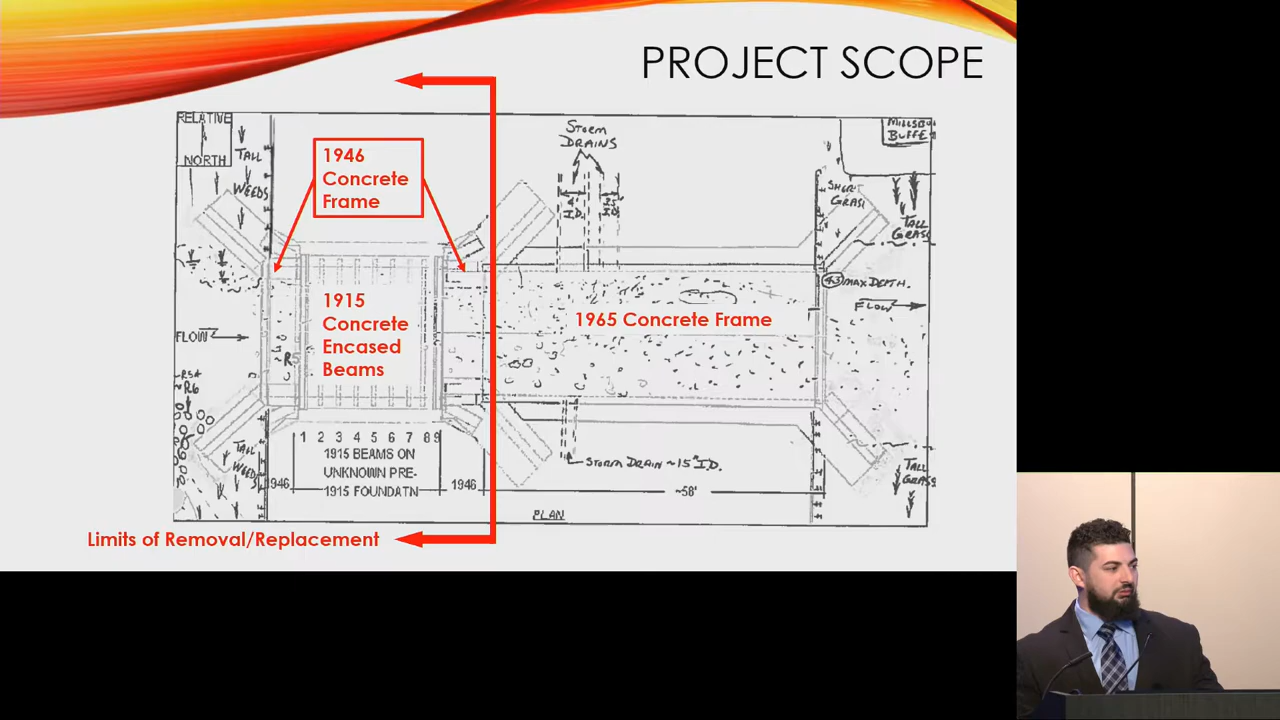 PROJECT SCOPE
RELATIVE
NORTH
TALL
WEEDS
1946
Concrete
Frame
STORM
DRAINS
MILLSBU
BUFFE
SHORT
GRASS
TALL
GRASS
1915
Concrete
Encased
Beams
1965 Concrete Frame
MAX DEPTH.
FLOW
FLOW
R6
TALL
WEEDS
1 2 3 4 5 6 7 8 9
1915 BEAMS ON
UNKNOWN PRE-
1915 FOUNDATN
1946
1946
STORM DRAIN ~15" I.D.
~58'
TALL
GRASS
PLAN
Limits of Removal/Replacement